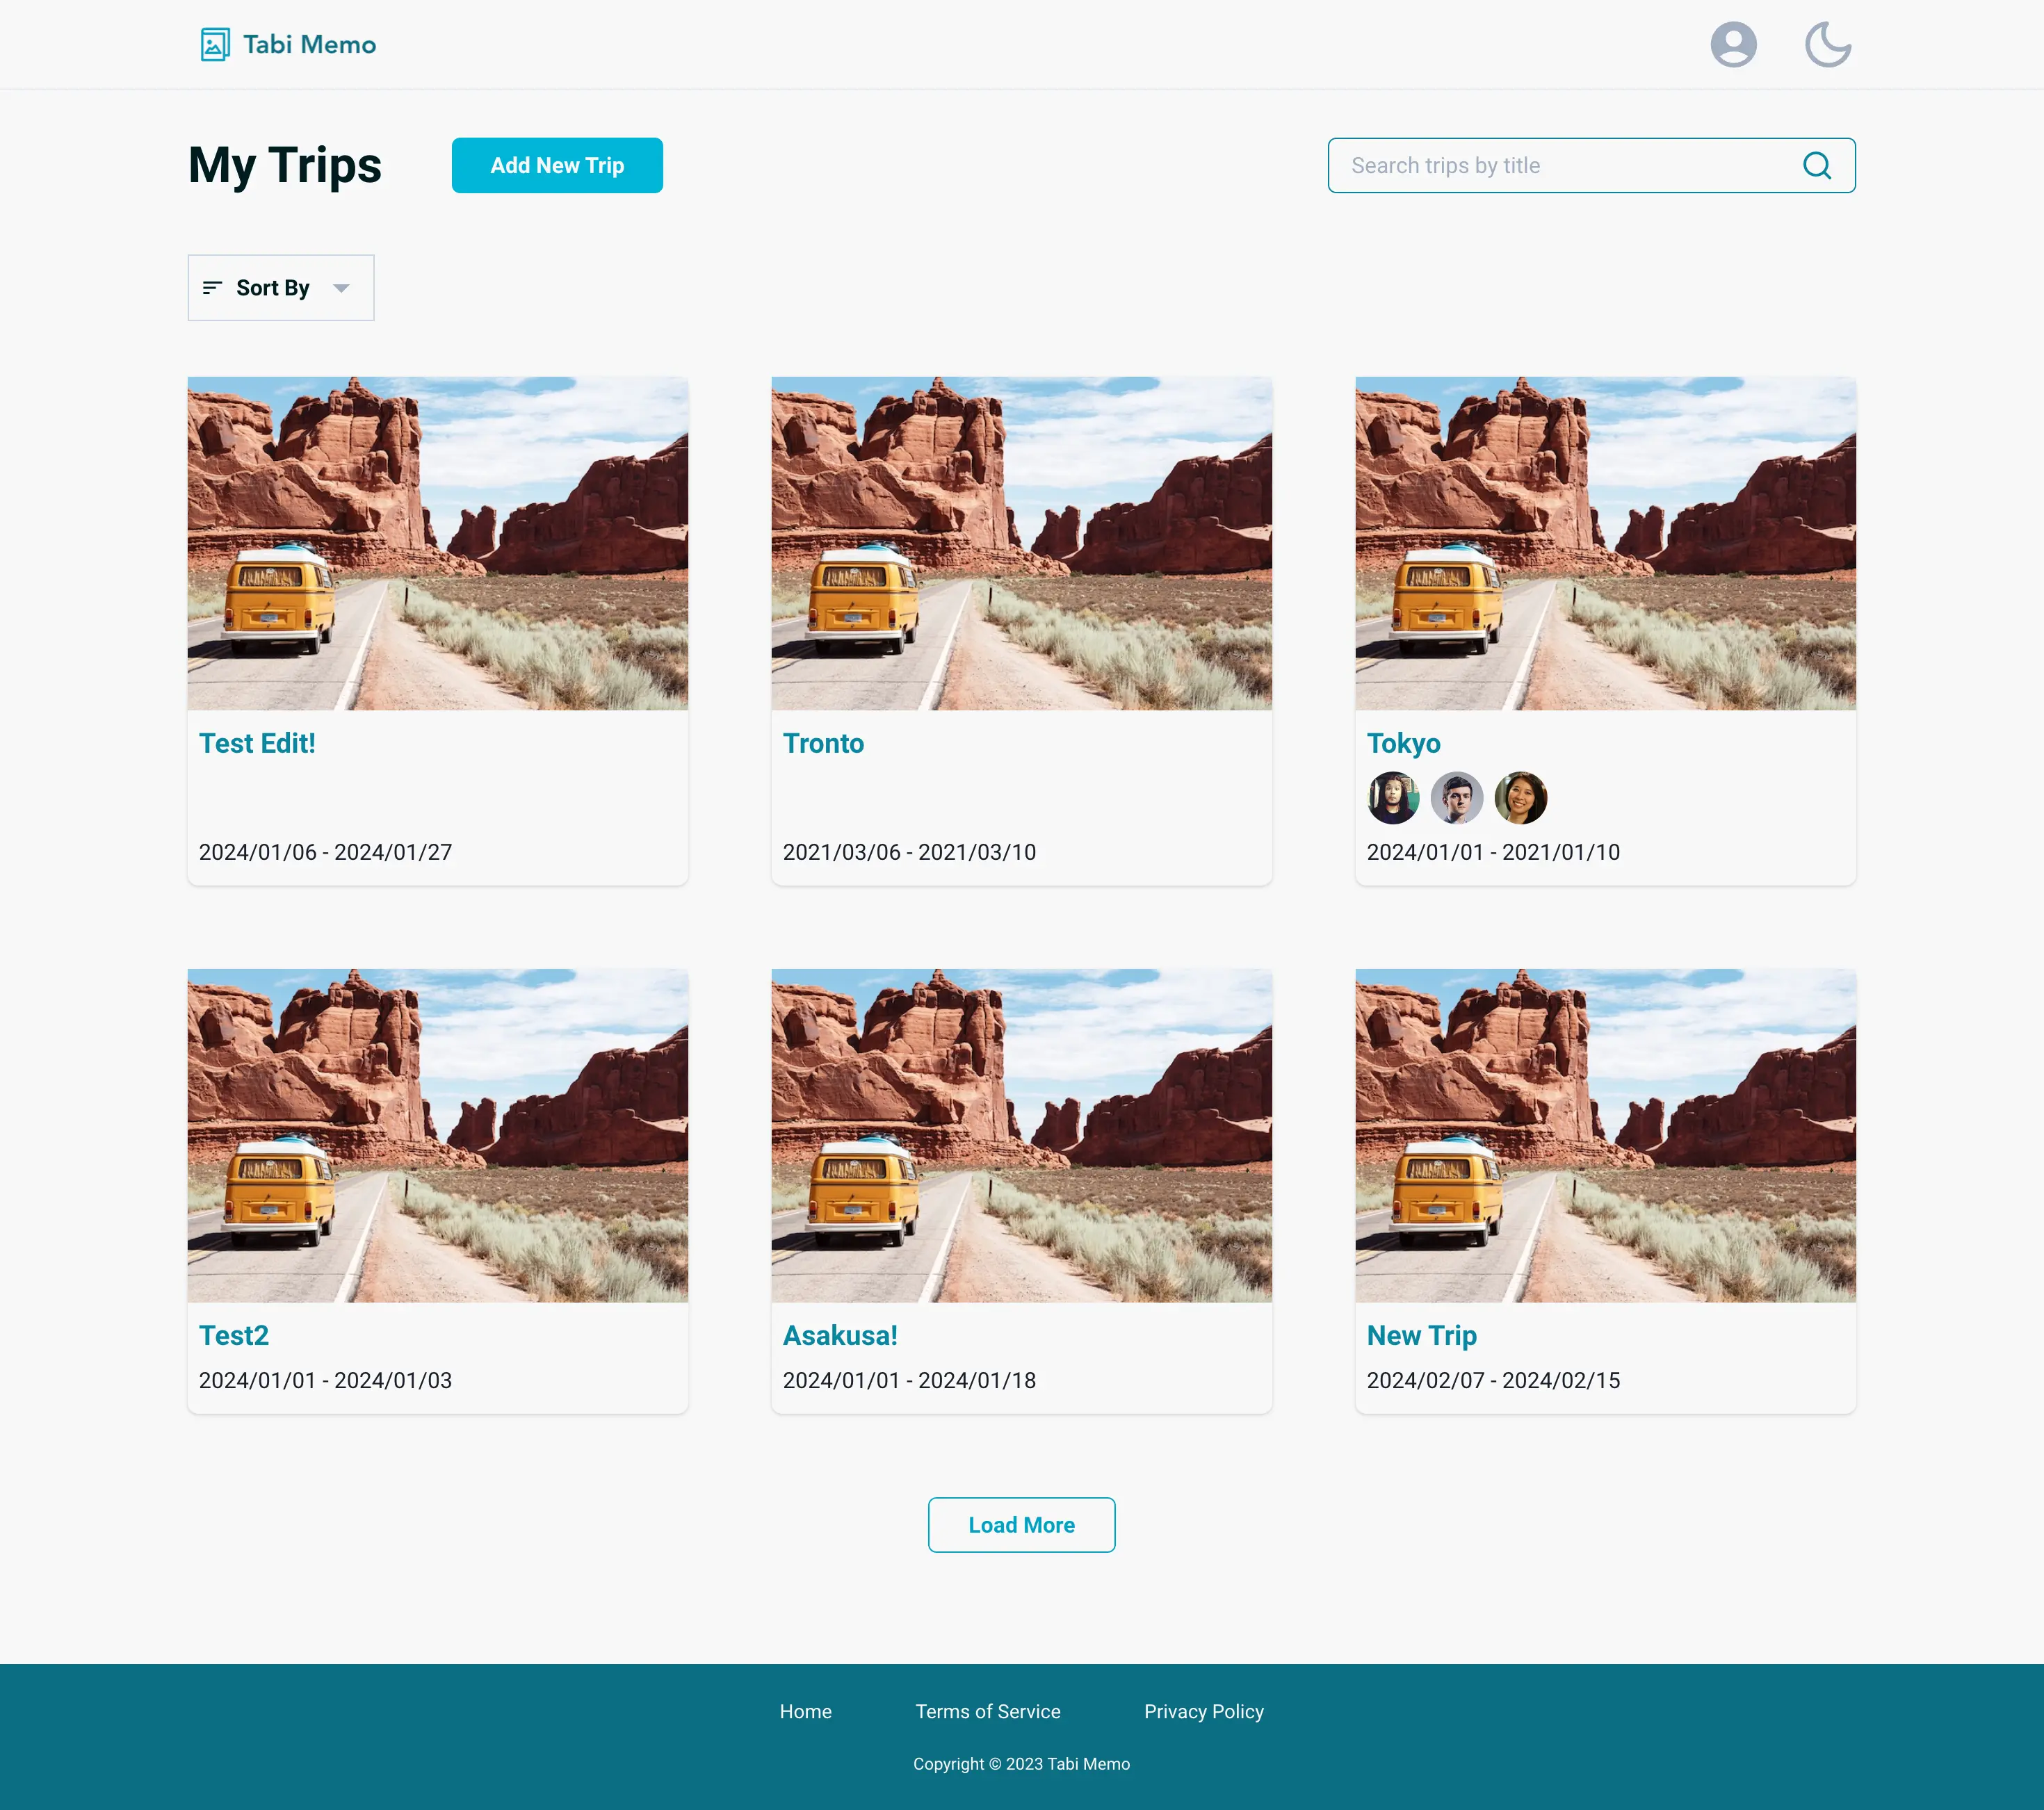 Tabi Memo
My Trips
Add New Trip
Search trips by title
Sort By
Test Edit!
2024/01/06 - 2024/01/27
Tronto
2021/03/06 - 2021/03/10
Tokyo
2024/01/01 - 2021/01/10
Test2
2024/01/01 - 2024/01/03
Asakusa!
2024/01/01 - 2024/01/18
New Trip
2024/02/07 - 2024/02/15
Load More
Home Terms of Service Privacy Policy
Copyright © 2023 Tabi Memo